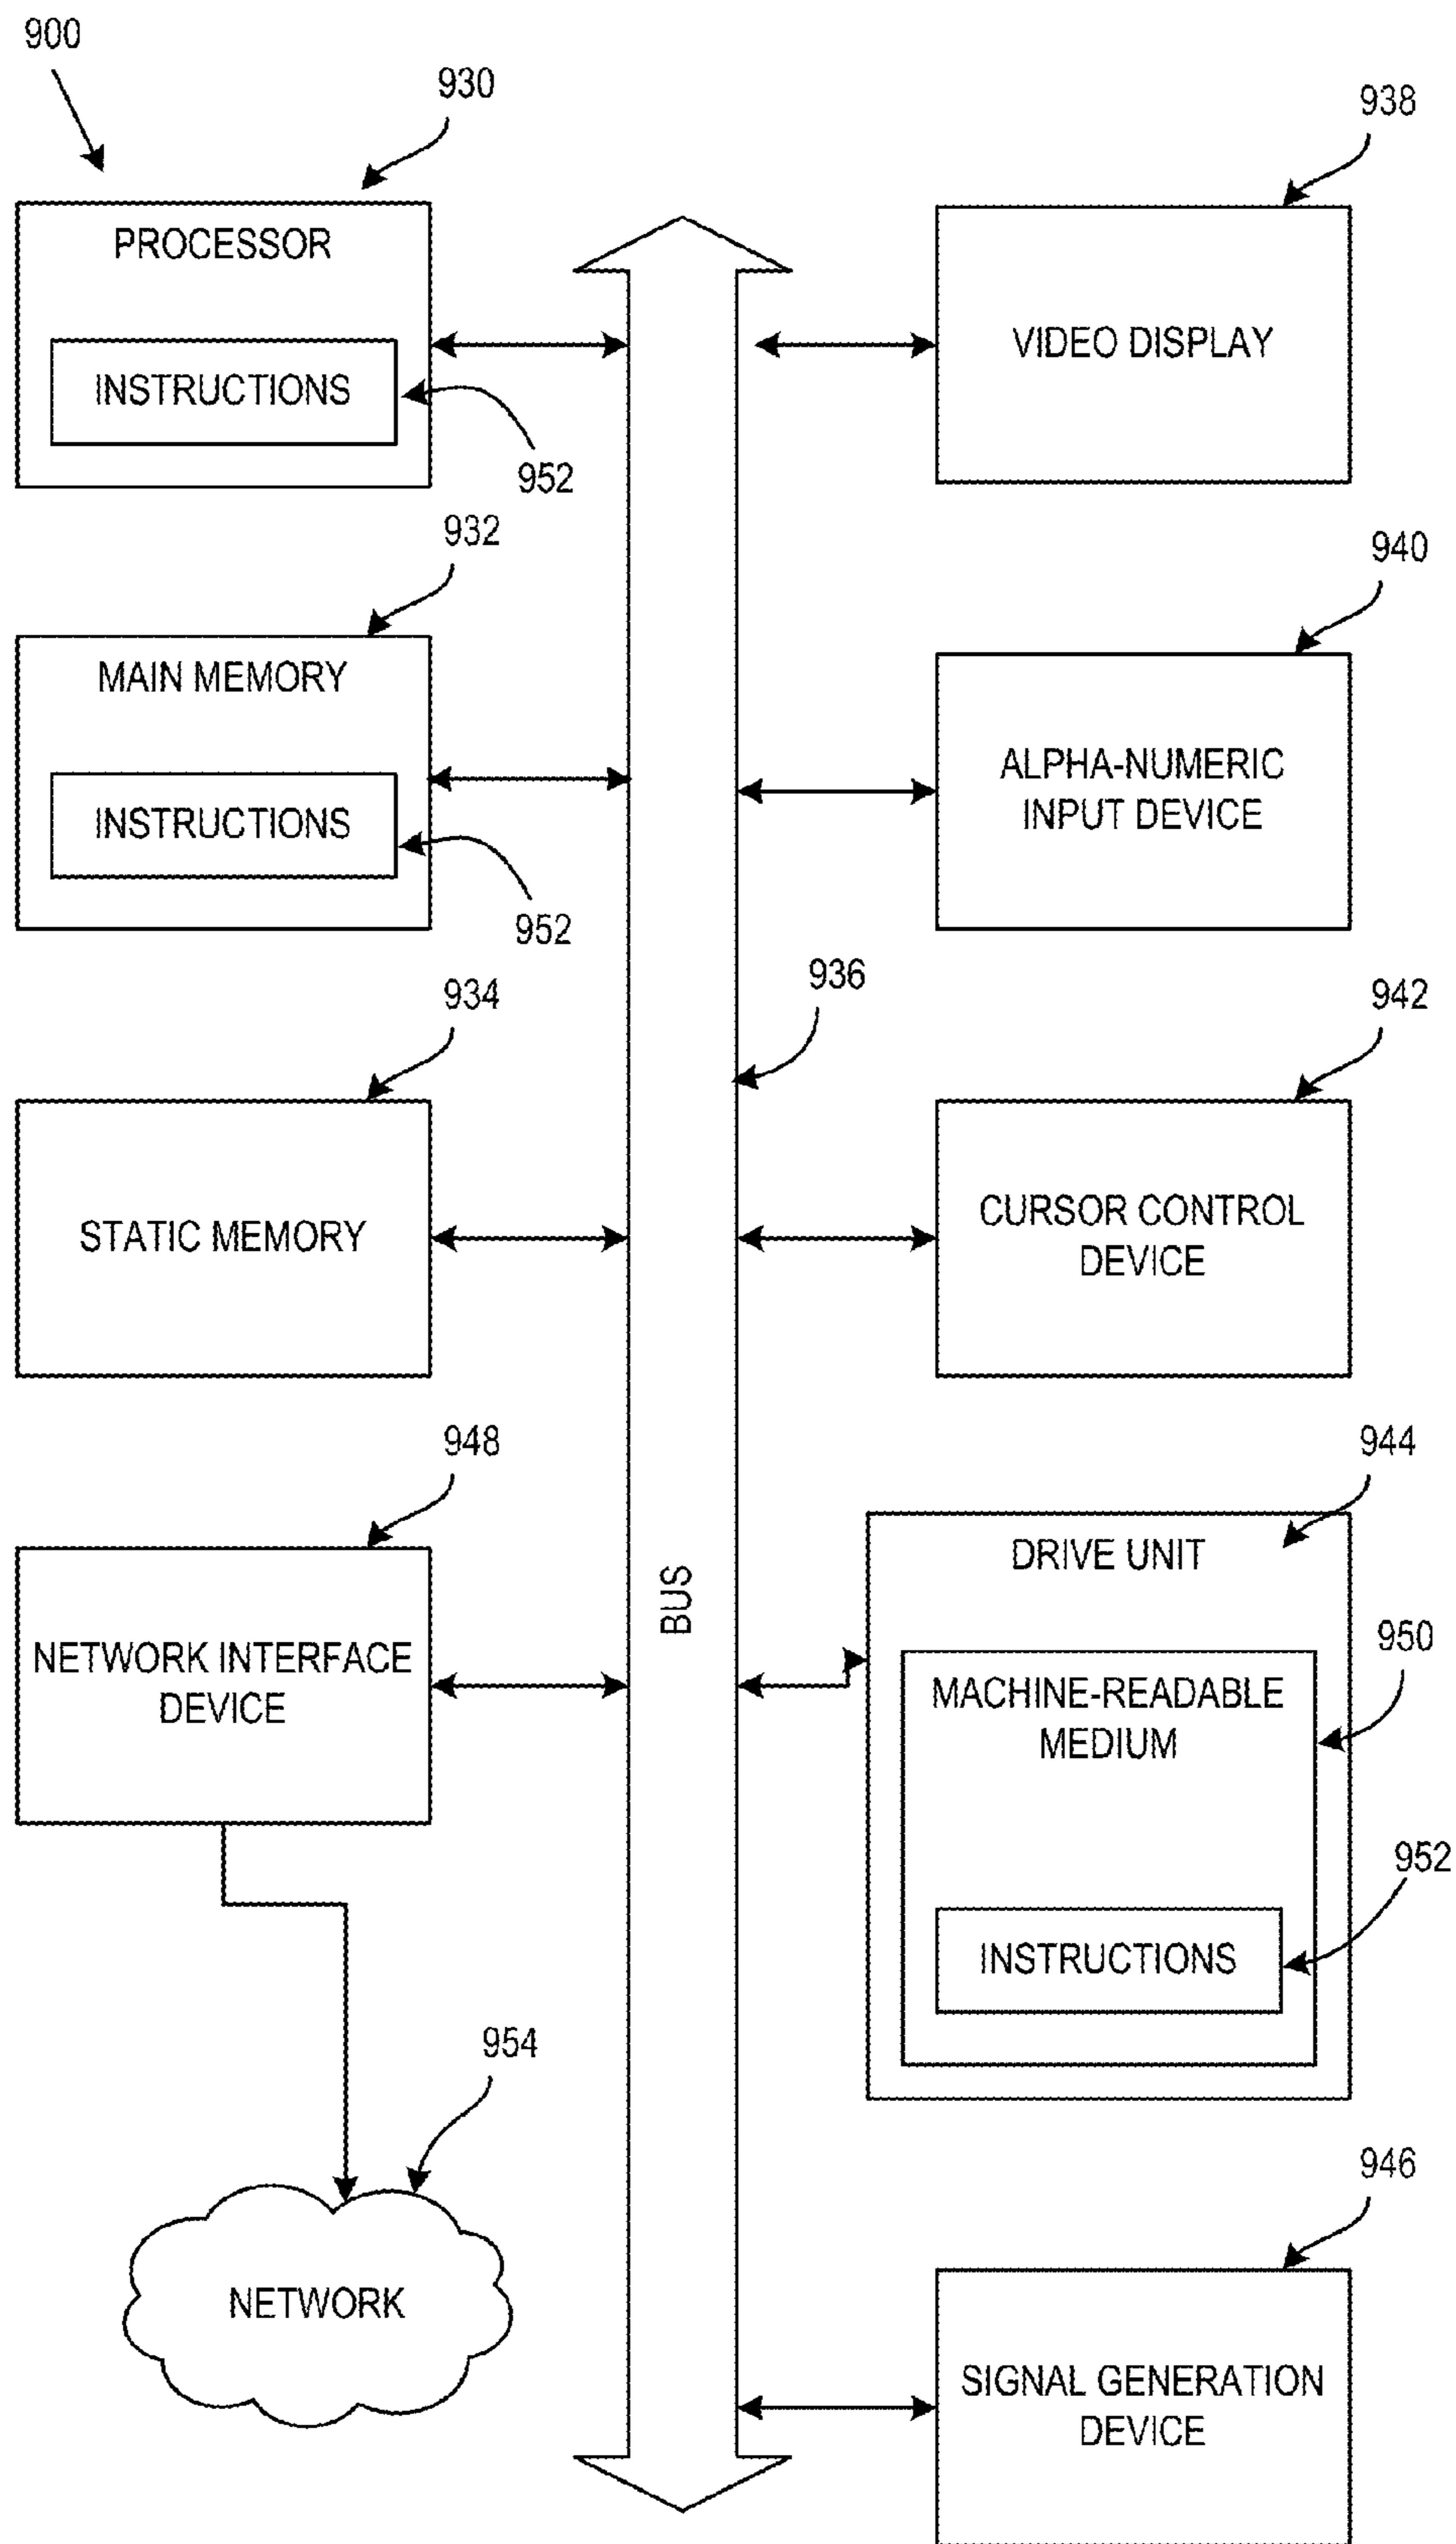 900
930
938
PROCESSOR
INSTRUCTIONS
952
VIDEO DISPLAY
932
940
MAIN MEMORY
INSTRUCTIONS
952
ALPHA-NUMERIC
INPUT DEVICE
936
934
942
STATIC MEMORY
CURSOR CONTROL
DEVICE
948
944
NETWORK INTERFACE
DEVICE
BUS
DRIVE UNIT
950
MACHINE-READABLE
MEDIUM
952
INSTRUCTIONS
954
NETWORK
946
SIGNAL GENERATION
DEVICE